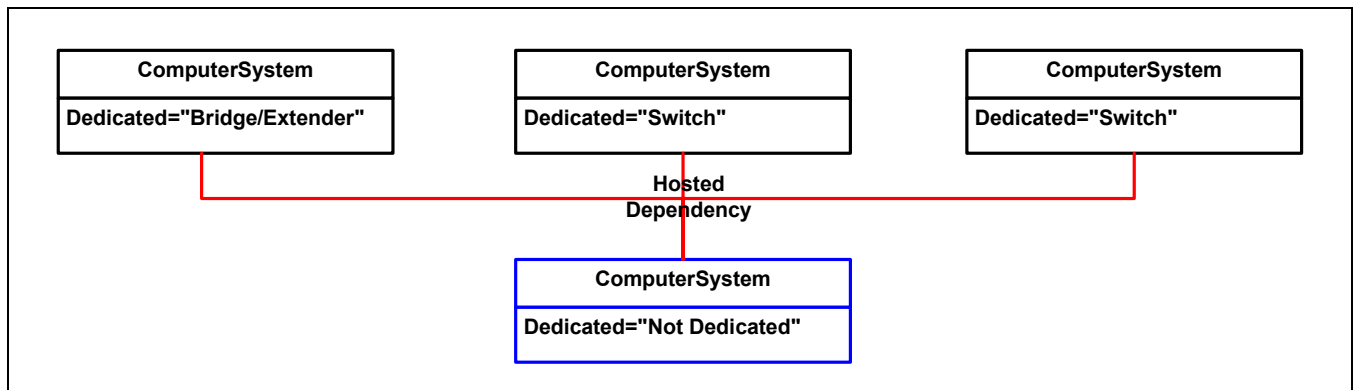 ComputerSystem
Dedicated="Bridge/Extender"
ComputerSystem
Dedicated="Switch"
ComputerSystem
Dedicated="Switch"
Hosted
Dependency
ComputerSystem
Dedicated="Not Dedicated"